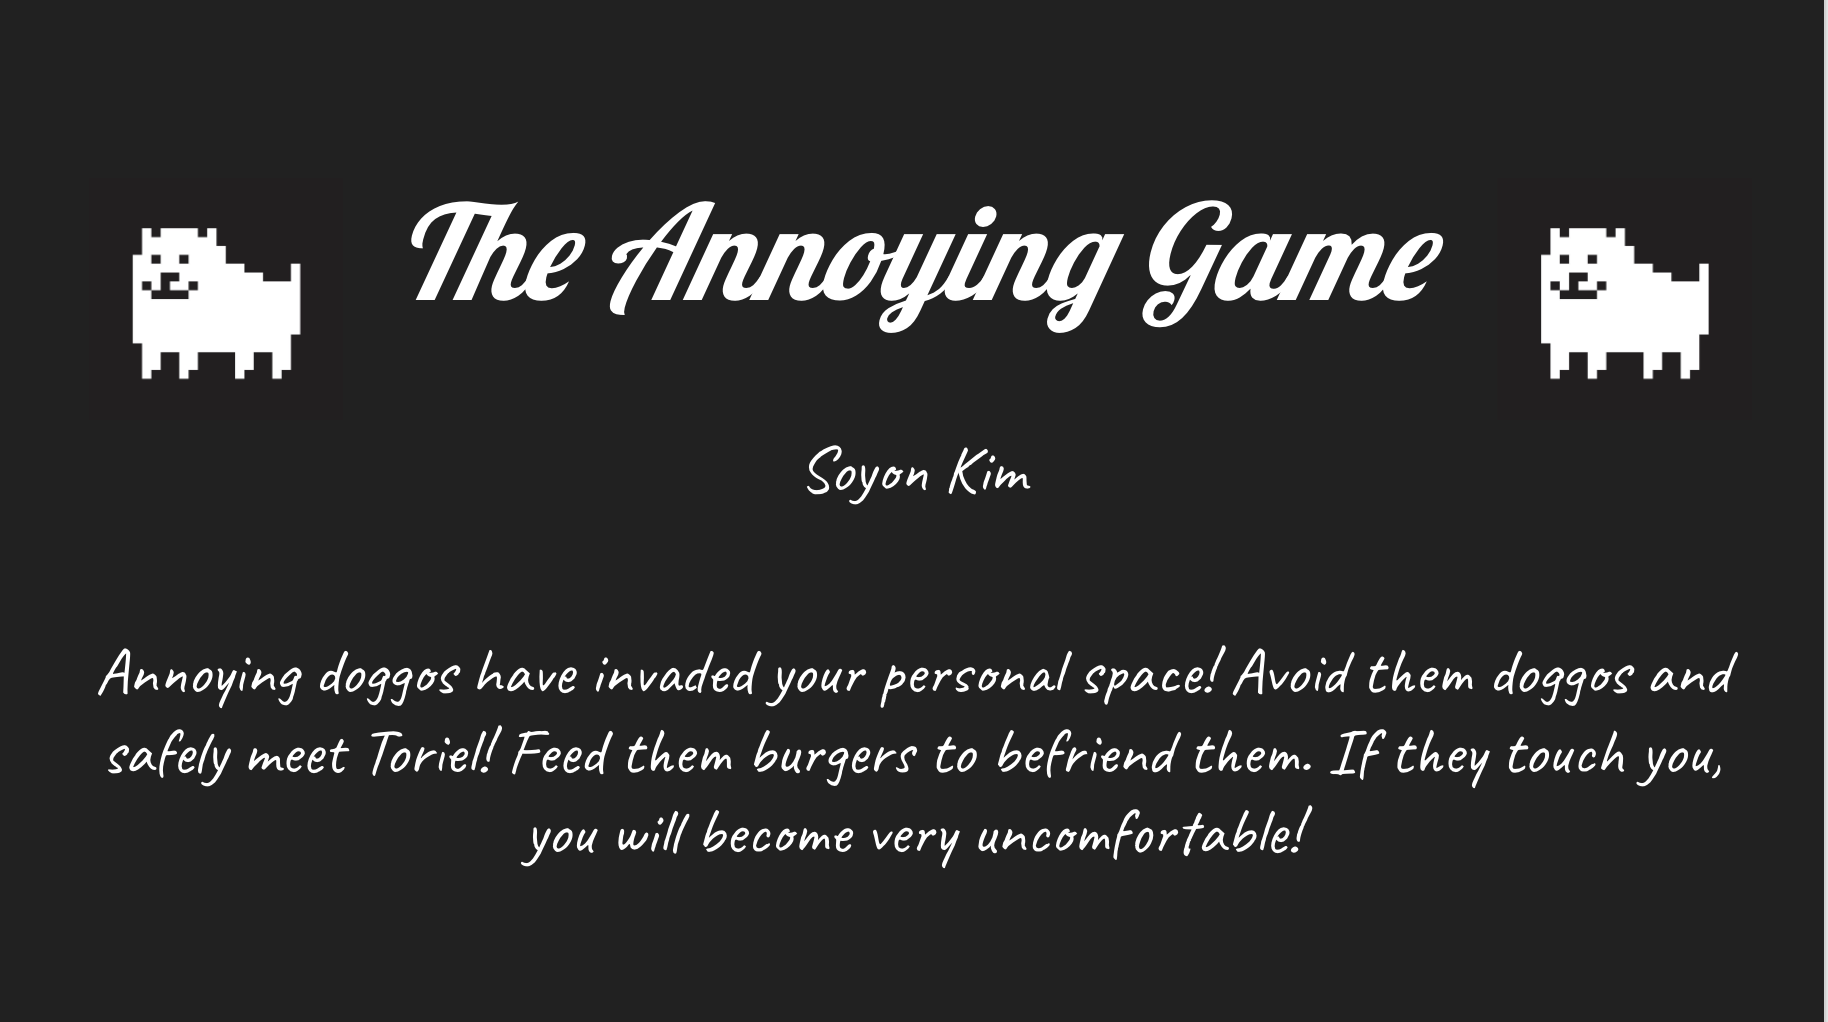 The Annoying Game
Soyon Kim
Annoying doggos have invaded your personal space! Avoid them doggos and
safely meet Toriel! Feed them burgers to befriend them. If they touch you,
you will become very uncomfortable!